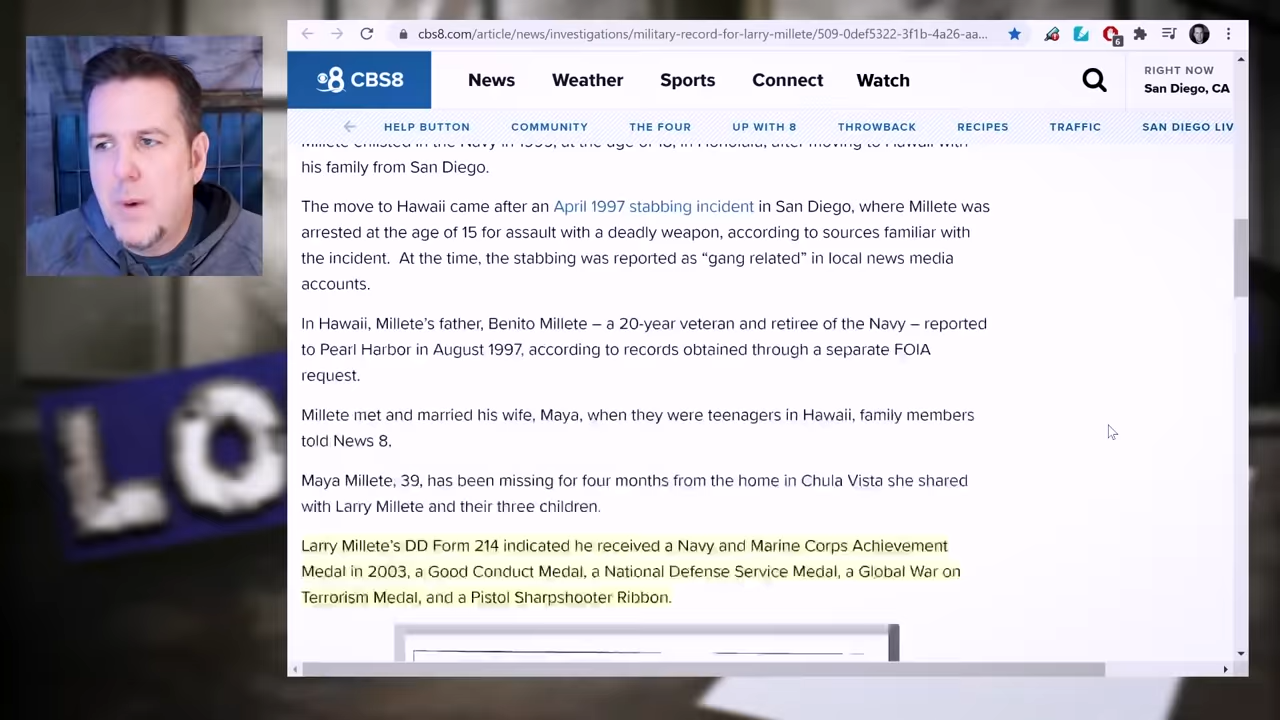 cbs8.com/article/news/investigations/military-record-for-larry-millete/509-0def5322-3f1b-4a26-aa...
6
8 CBS8
News Weather Sports Connect Watch
RIGHT NOW
San Diego, CA
HELP BUTTON COMMUNITY THE FOUR UP WITH 8 THROWBACK RECIPES TRAFFIC SAN DIEGO LIV
his family from San Diego.
The move to Hawaii came after an April 1997 stabbing incident in San Diego, where Millete was
arrested at the age of 15 for assault with a deadly weapon, according to sources familiar with
the incident. At the time, the stabbing was reported as “gang related” in local news media
accounts.
In Hawaii, Millete’s father, Benito Millete – a 20-year veteran and retiree of the Navy – reported
to Pearl Harbor in August 1997, according to records obtained through a separate FOIA
request.
Millete met and married his wife, Maya, when they were teenagers in Hawaii, family members
told News 8.
Maya Millete, 39, has been missing for four months from the home in Chula Vista she shared
with Larry Millete and their three children.
Larry Millete’s DD Form 214 indicated he received a Navy and Marine Corps Achievement
Medal in 2003, a Good Conduct Medal, a National Defense Service Medal, a Global War on
Terrorism Medal, and a Pistol Sharpshooter Ribbon.
LO